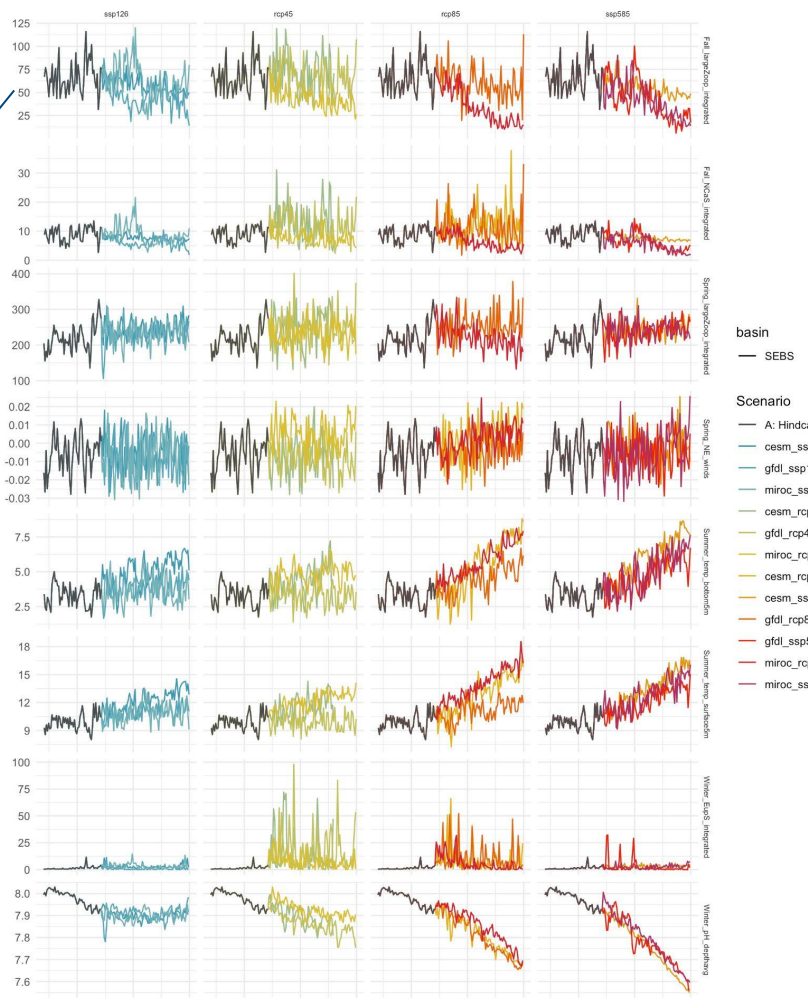 ssp126 rcp45 rcp85 ssp585
125
100
75
50
25
Fall_largeZoop_integrated
30
20
10
0
Fall_NCaS_integrated
400
300
200
100
Spring_largeZoop_integrated
0.02
0.01
0.00
-0.01
-0.02
-0.03
Spring_NE_winds
7.5
5.0
2.5
Summer_temp_bottom5m
18
15
12
9
Summer_temp_surface5m
100
75
50
25
0
Winter_EupS_integrated
8.0
7.9
7.8
7.7
7.6
Winter_pH_depthavg
basin
SEBS
Scenario
A: Hindca
cesm_ss
gfdl_ssp1
miroc_ss
cesm_rcp
gfdl_rcp4
miroc_rc
cesm_rcp
cesm_ss
gfdl_rcp8
gfdl_ssp5
miroc_rc
miroc_ss